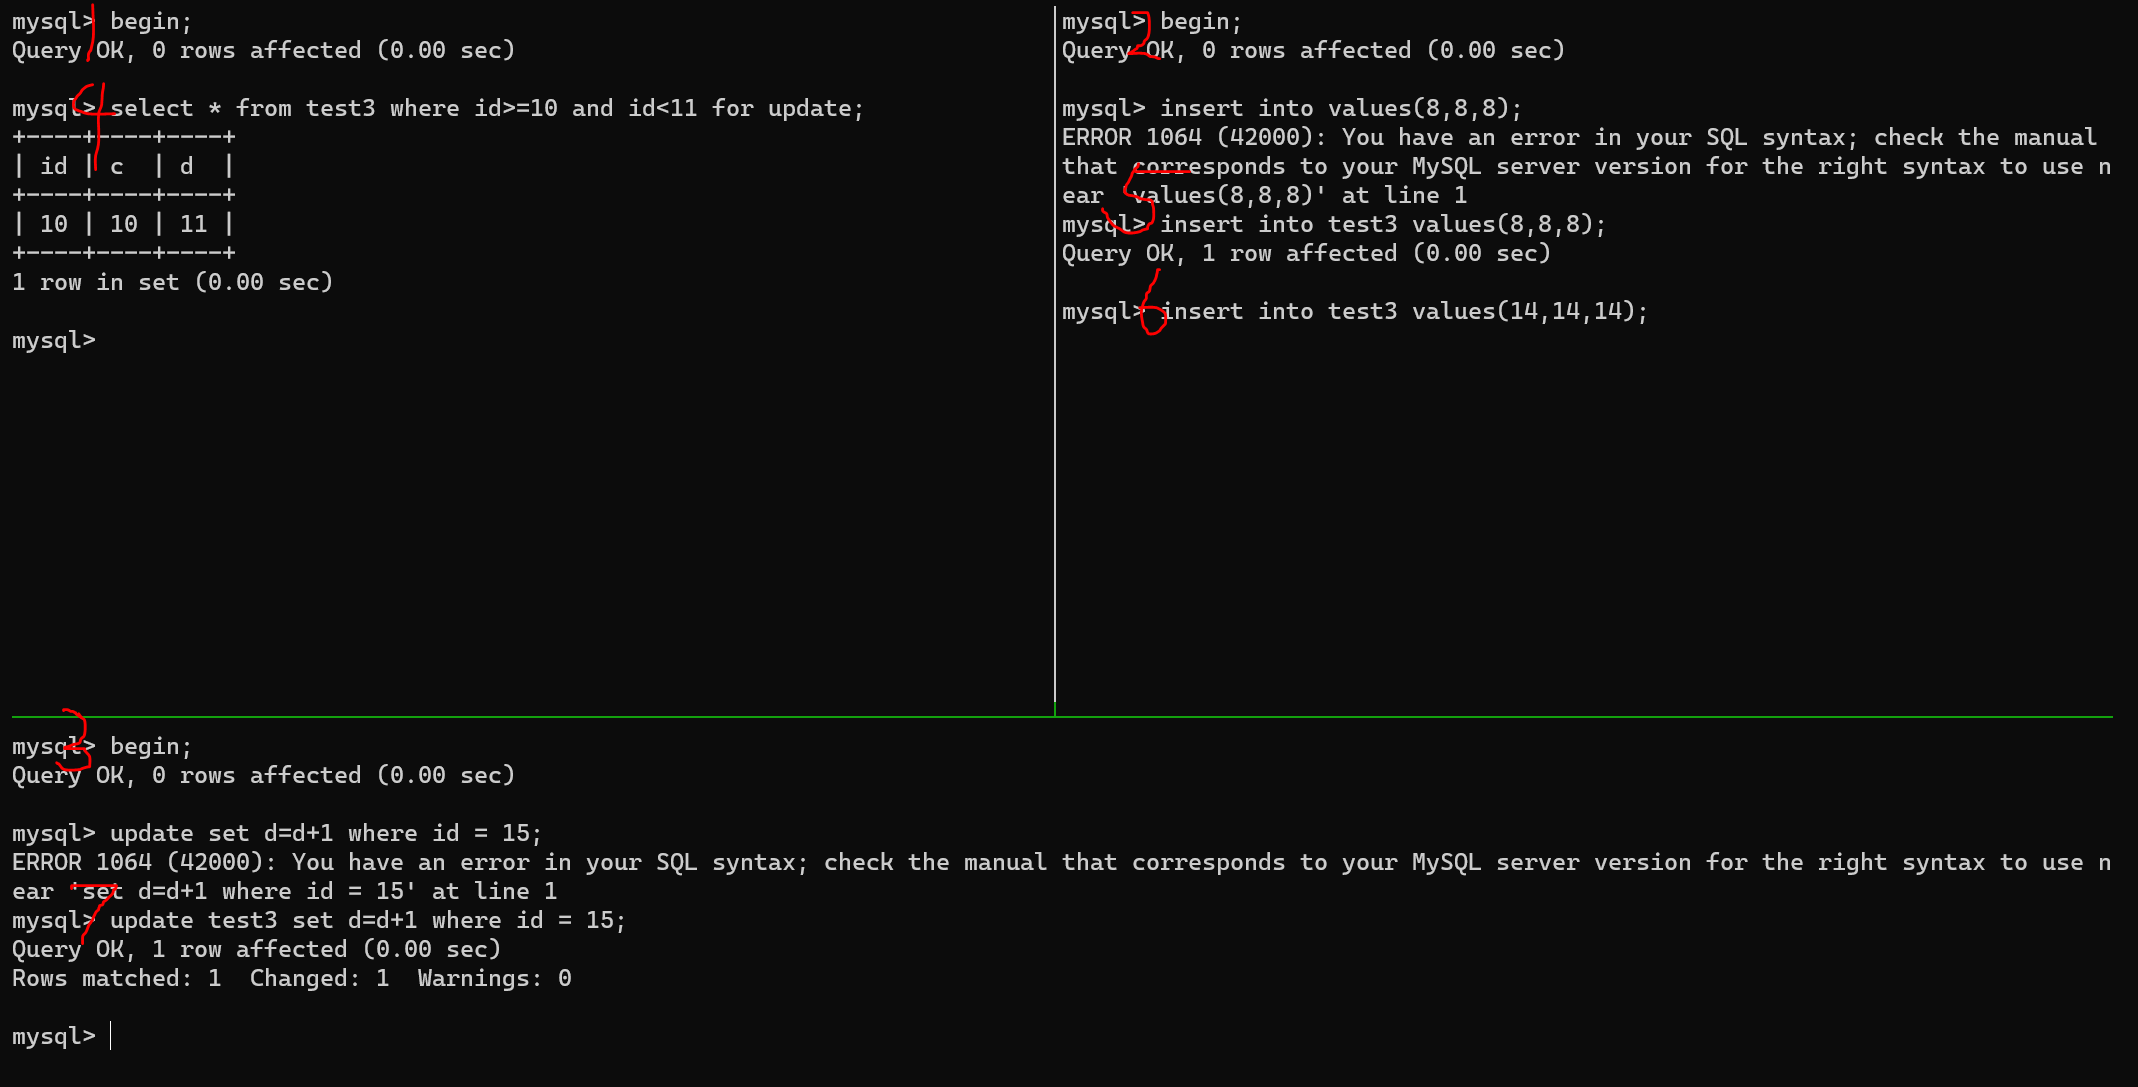 mysql> begin;
Query OK, 0 rows affected (0.00 sec)
mysql> select * from test3 where id>=10 and id<11 for update;
+----+----+----+
| id | c  | d  |
+----+----+----+
| 10 | 10 | 11 |
+----+----+----+
1 row in set (0.00 sec)
mysql>
1
4
mysql> begin;
Query OK, 0 rows affected (0.00 sec)
mysql> insert into values(8,8,8);
ERROR 1064 (42000): You have an error in your SQL syntax; check the manual
that corresponds to your MySQL server version for the right syntax to use n
ear 'values(8,8,8)' at line 1
mysql> insert into test3 values(8,8,8);
Query OK, 1 row affected (0.00 sec)
mysql> insert into test3 values(14,14,14);
2
5
6
mysql> begin;
Query OK, 0 rows affected (0.00 sec)
mysql> update set d=d+1 where id = 15;
ERROR 1064 (42000): You have an error in your SQL syntax; check the manual that corresponds to your MySQL server version for the right syntax to use n
ear 'set d=d+1 where id = 15' at line 1
mysql> update test3 set d=d+1 where id = 15;
Query OK, 1 row affected (0.00 sec)
Rows matched: 1  Changed: 1  Warnings: 0
mysql>
3
7